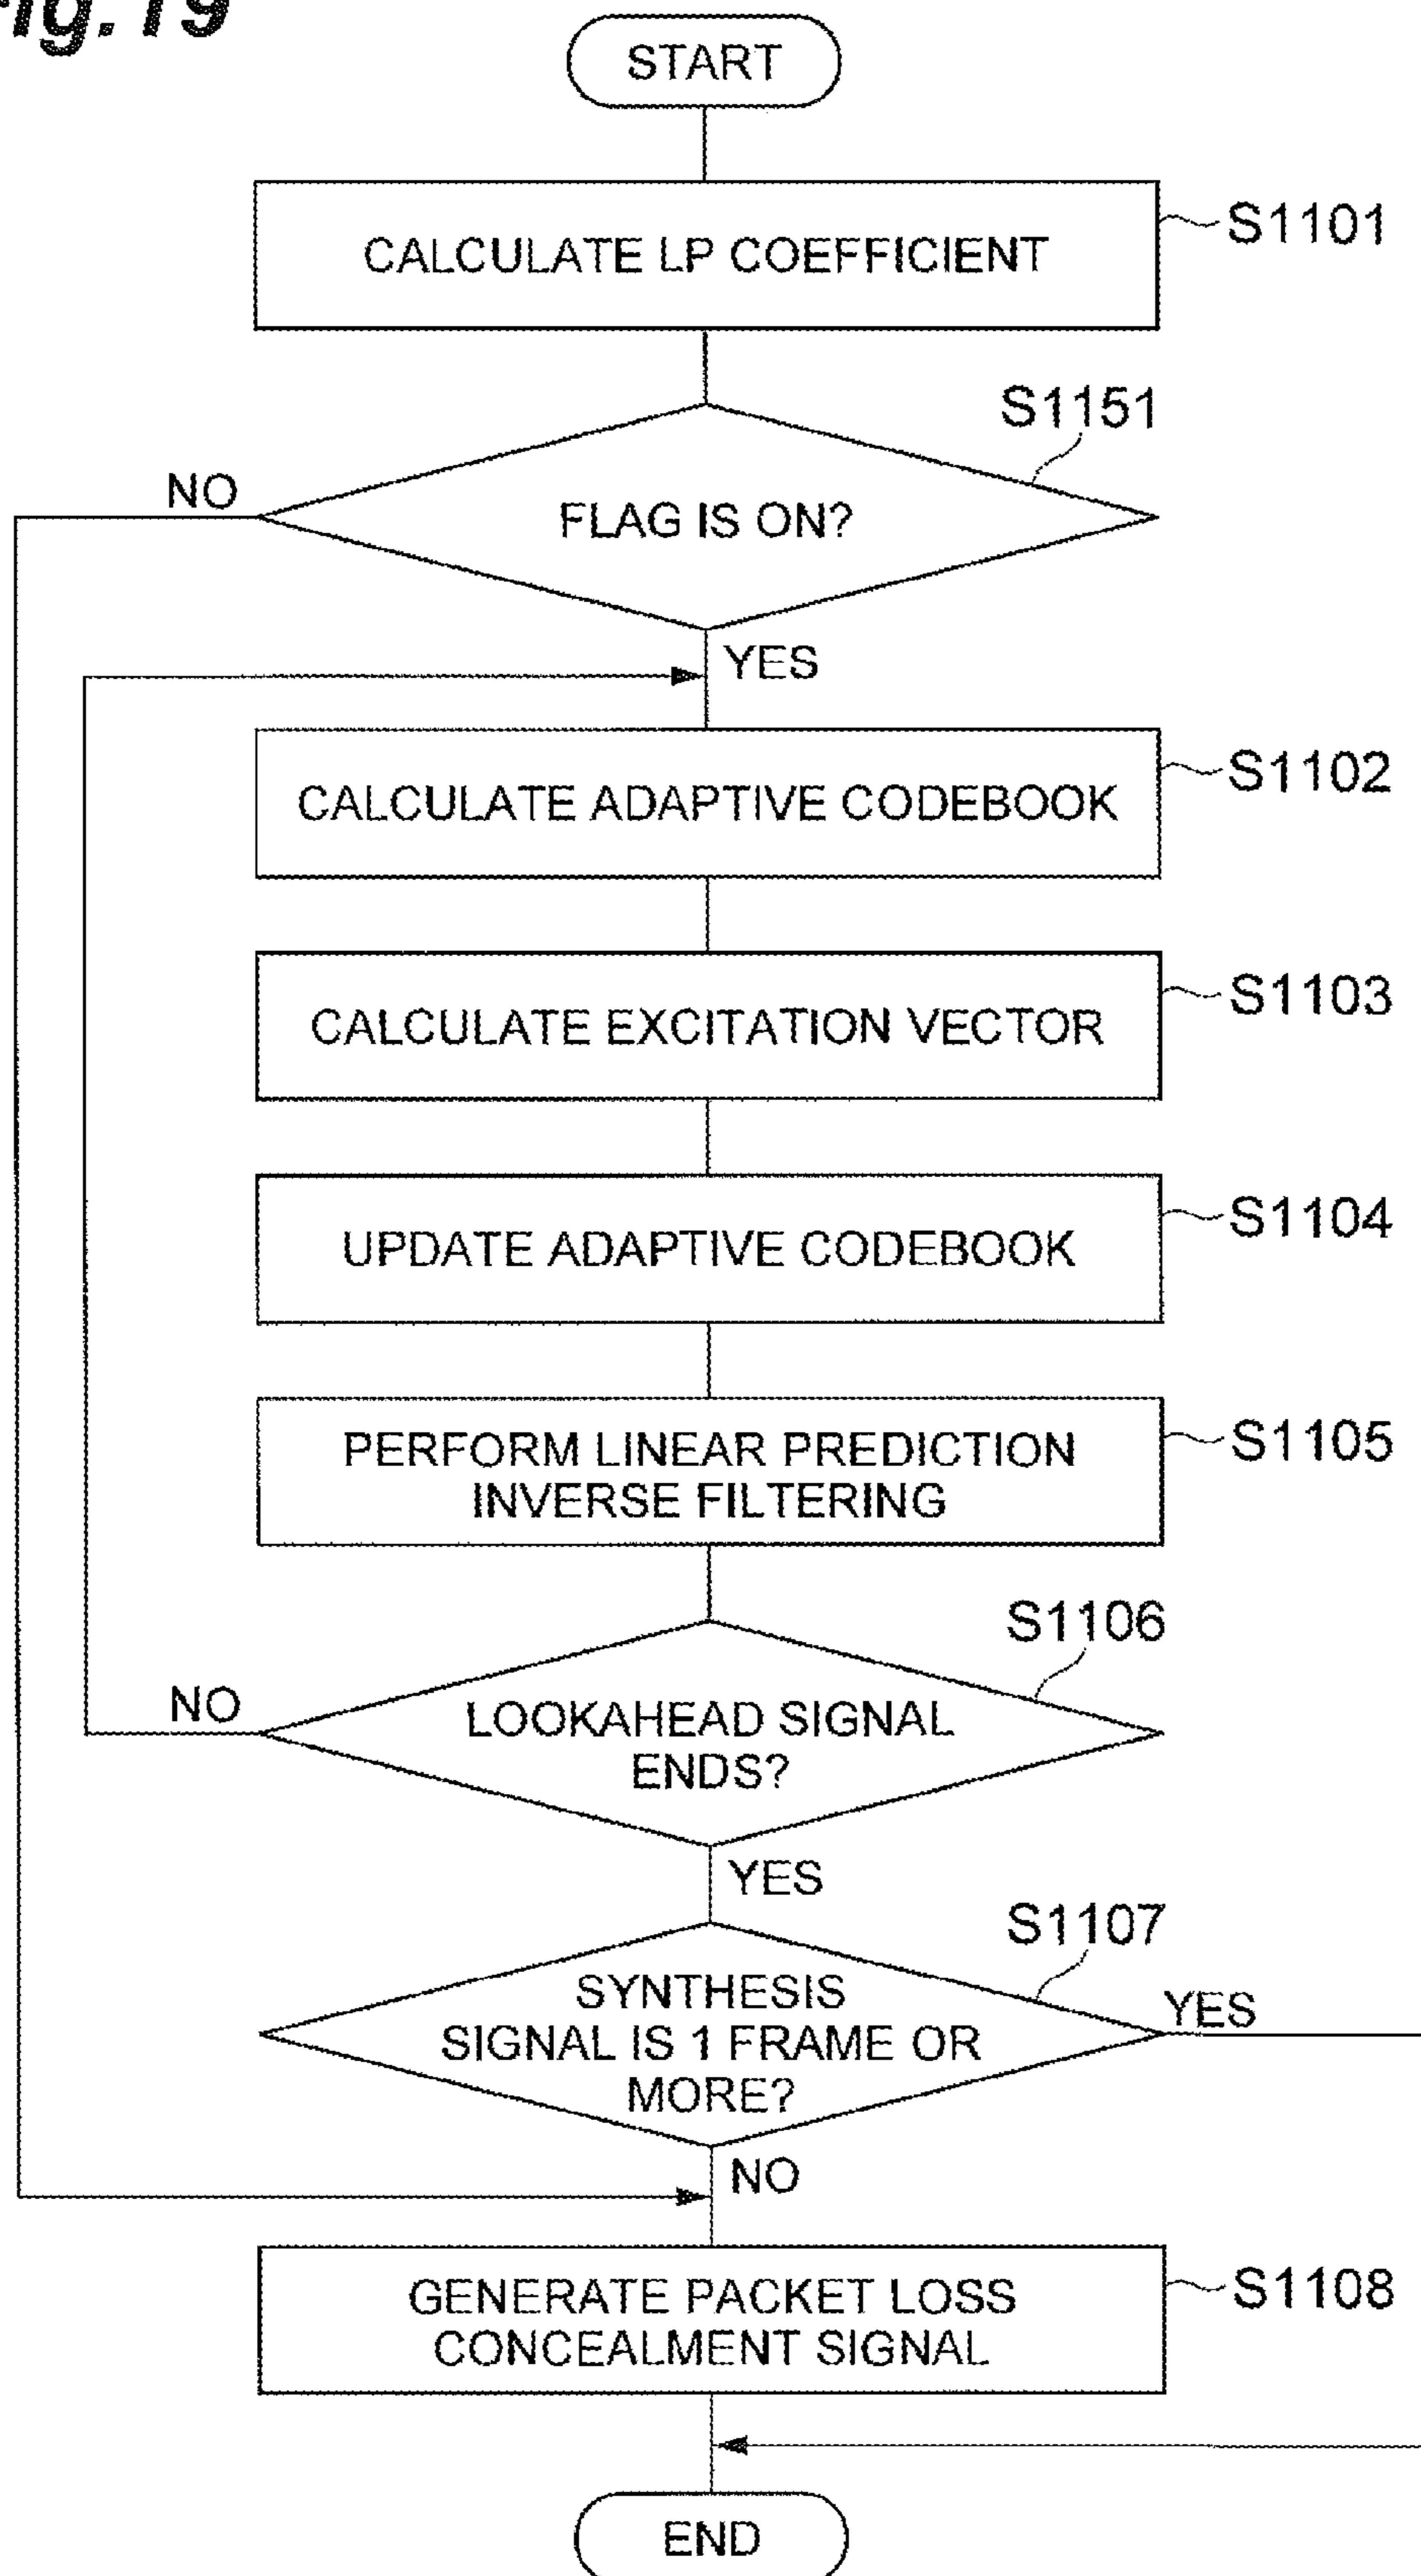 Fig.19
START
CALCULATE LP COEFFICIENT
S1101
S1151
NO
FLAG IS ON?
YES
CALCULATE ADAPTIVE CODEBOOK
S1102
CALCULATE EXCITATION VECTOR
S1103
UPDATE ADAPTIVE CODEBOOK
S1104
PERFORM LINEAR PREDICTION
INVERSE FILTERING
S1105
S1106
NO
LOOKAHEAD SIGNAL
ENDS?
YES
S1107
SYNTHESIS
SIGNAL IS 1 FRAME OR
MORE?
YES
NO
GENERATE PACKET LOSS
CONCEALMENT SIGNAL
S1108
END